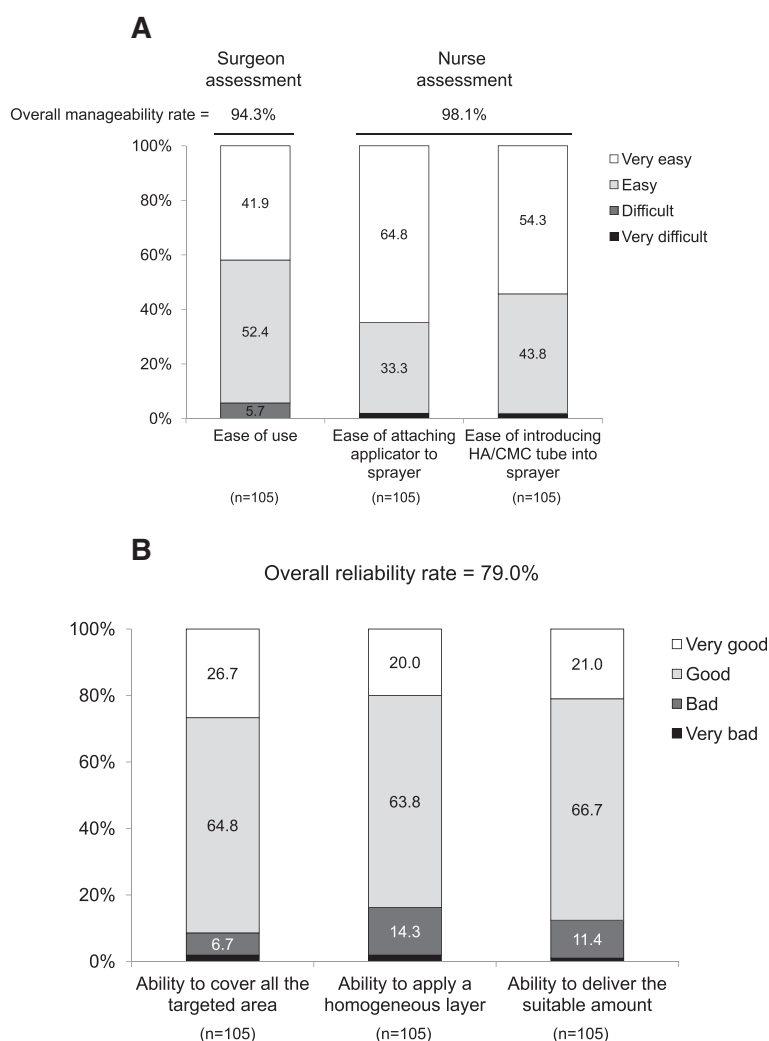 A
Surgeon
assessment
Nurse
assessment
Overall manageability rate = 94.3% 98.1%
100%
80%
60%
40%
20%
0%
41.9
52.4
5.7
64.8
33.3
54.3
43.8
Very easy
Easy
Difficult
Very difficult
Ease of use
(n=105)
Ease of attaching
applicator to
sprayer
(n=105)
Ease of introducing
HA/CMC tube into
sprayer
(n=105)
B
Overall reliability rate = 79.0%
100%
80%
60%
40%
20%
0%
26.7
64.8
6.7
20.0
63.8
14.3
21.0
66.7
11.4
Very good
Good
Bad
Very bad
Ability to cover all the
targeted area
(n=105)
Ability to apply a
homogeneous layer
(n=105)
Ability to deliver the
suitable amount
(n=105)